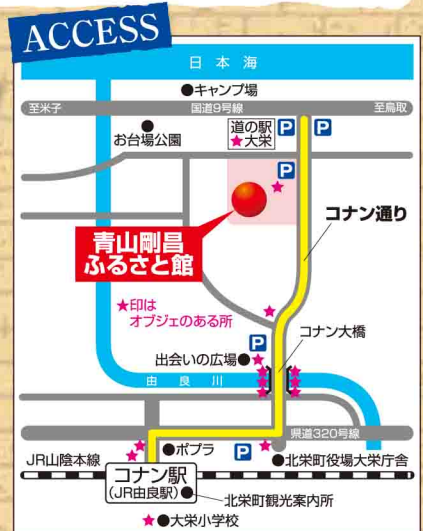 ACCESS
日本海
●キャンプ場
至米子
国道9号線
至鳥取
お台場公園
道の駅
★大栄
P
P
P
★
青山剛昌
ふるさと館
コナン通り
★印は
オブジェのある所
★
コナン大橋
P
出会いの広場●★
由良川
県道320号線
●ポプラ
P
JR山陰本線
●北栄町役場大栄庁舎
コナン駅
(JR由良駅)●
北栄町観光案内所
★●大栄小学校